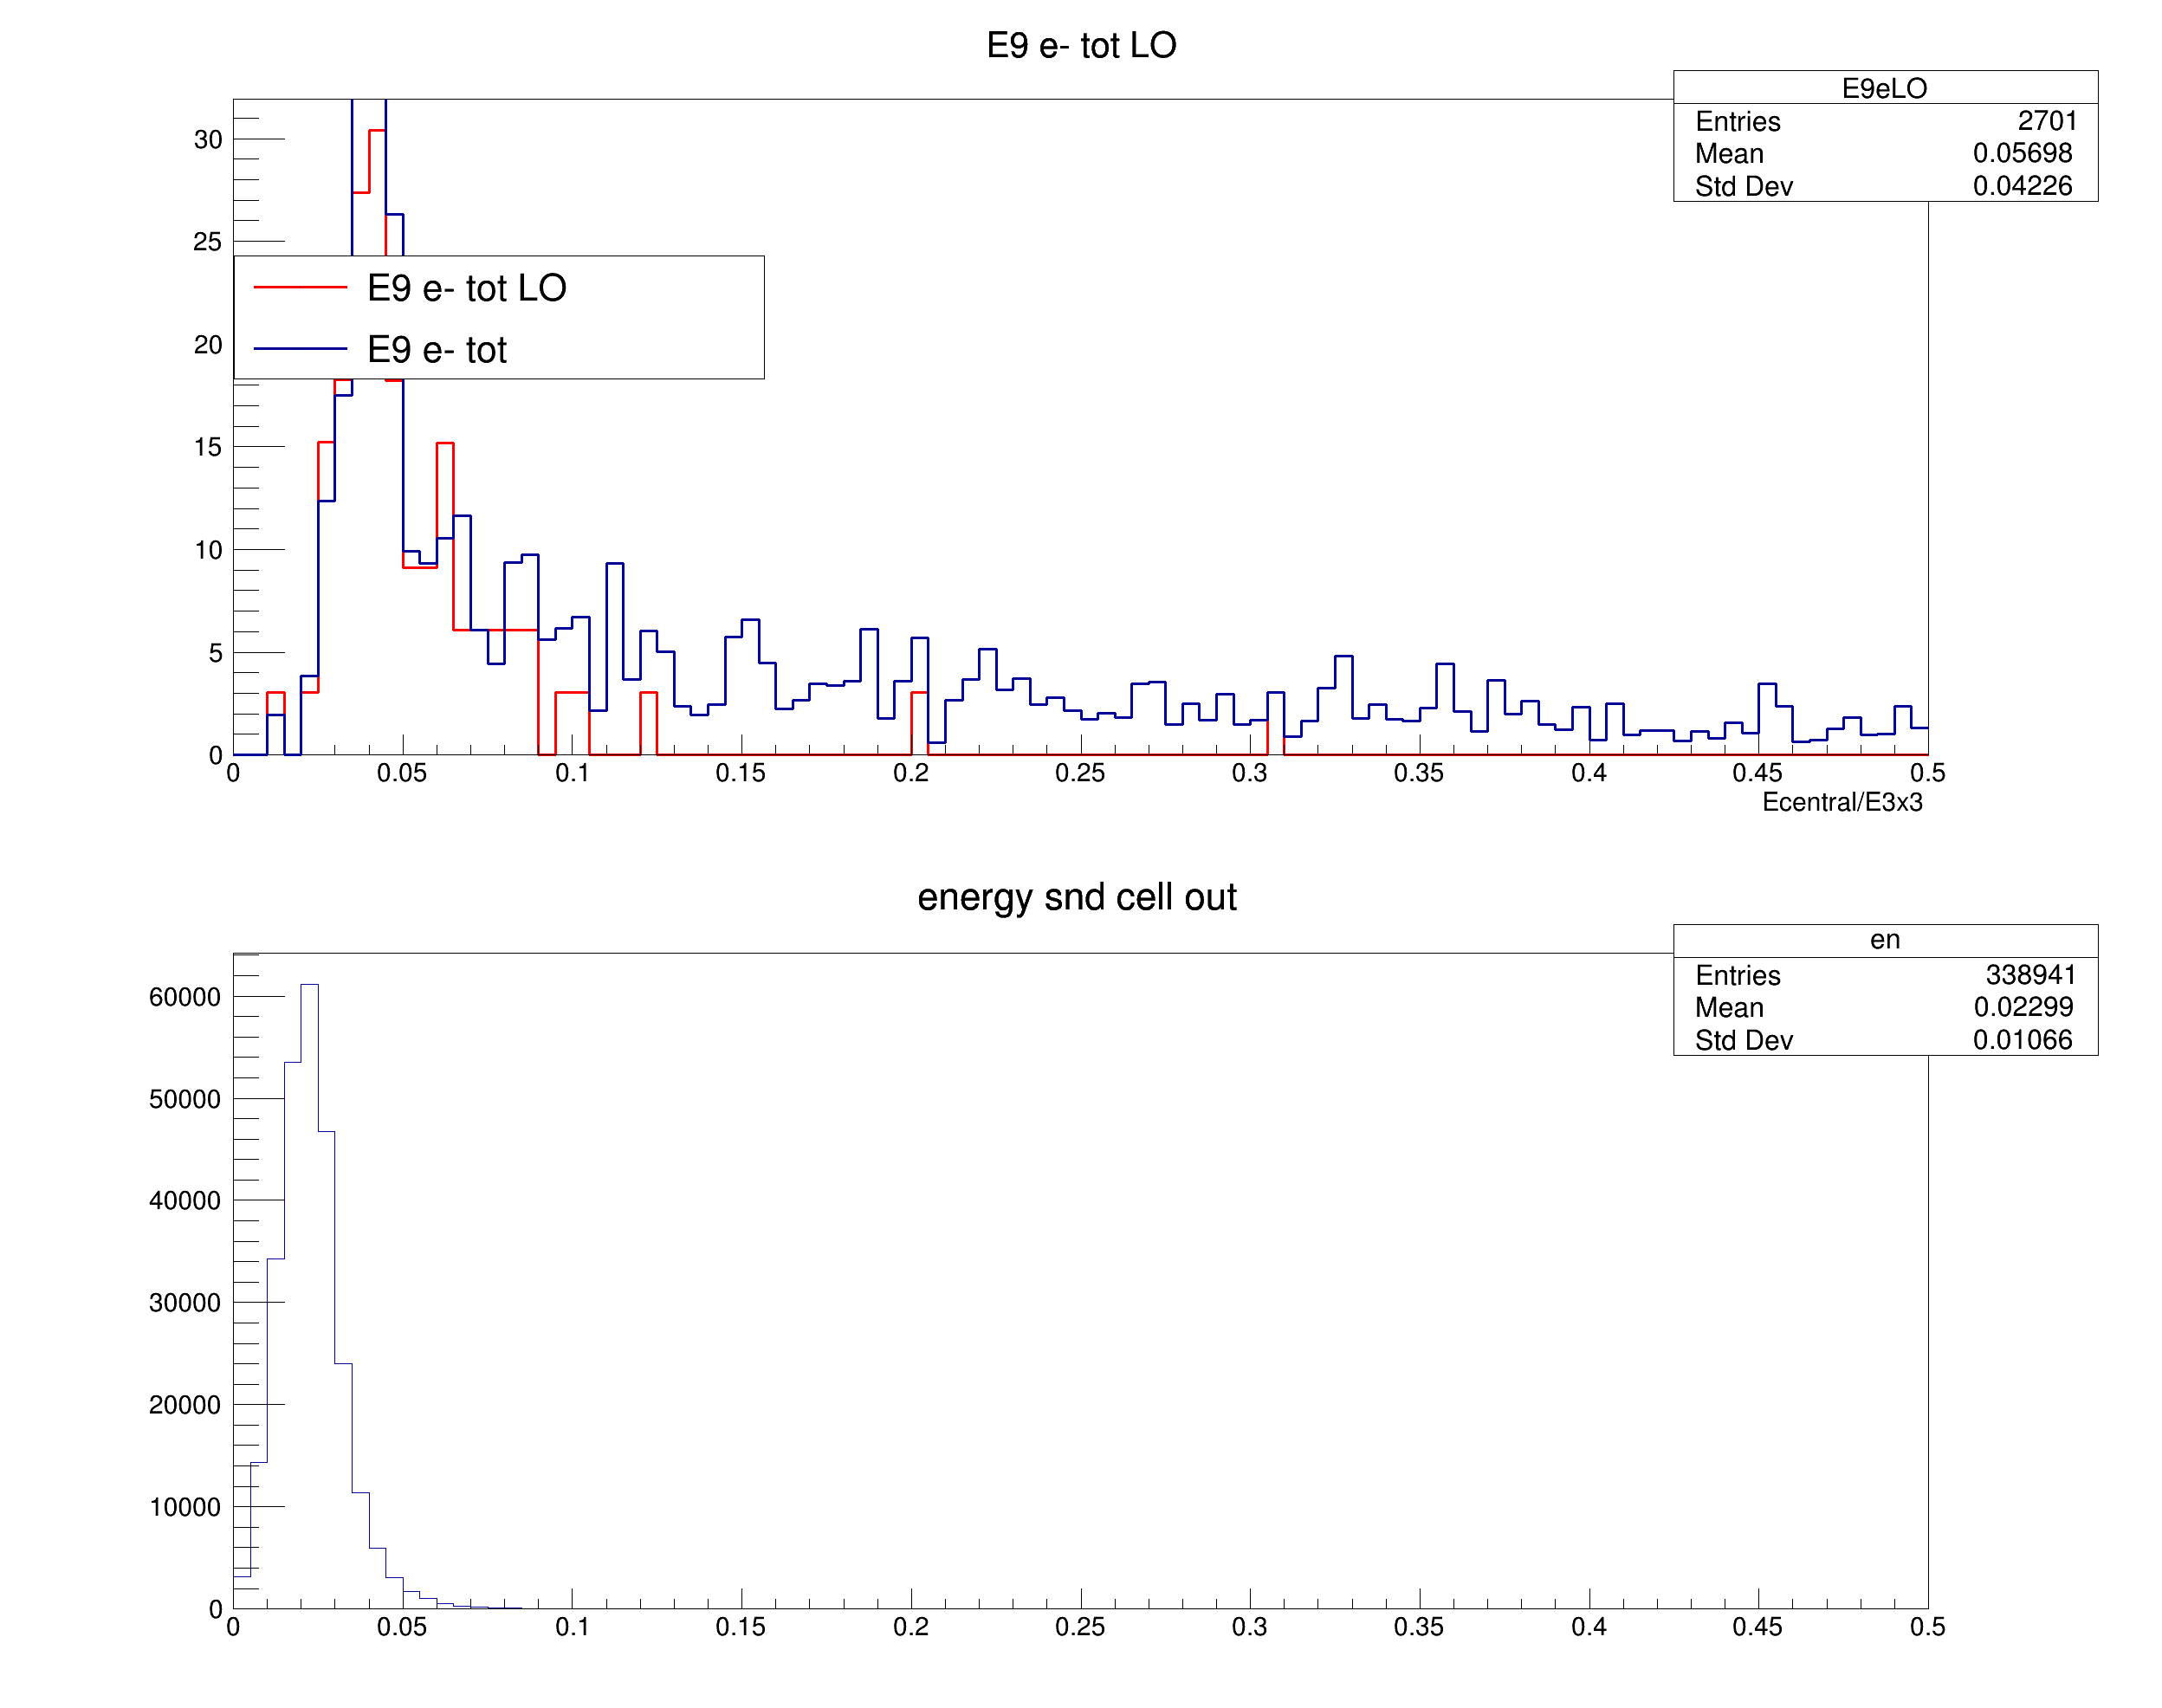 E9 e- tot LO
E9eLO
Entries 2701
Mean 0.05698
Std Dev 0.04226
30
25
20
15
10
5
0
E9 e- tot LO
E9 e- tot
0 0.05 0.1 0.15 0.2 0.25 0.3 0.35 0.4 0.45 0.5
Ecentral/E3x3
energy snd cell out
en
Entries 338941
Mean 0.02299
Std Dev 0.01066
60000
50000
40000
30000
20000
10000
0
0 0.05 0.1 0.15 0.2 0.25 0.3 0.35 0.4 0.45 0.5